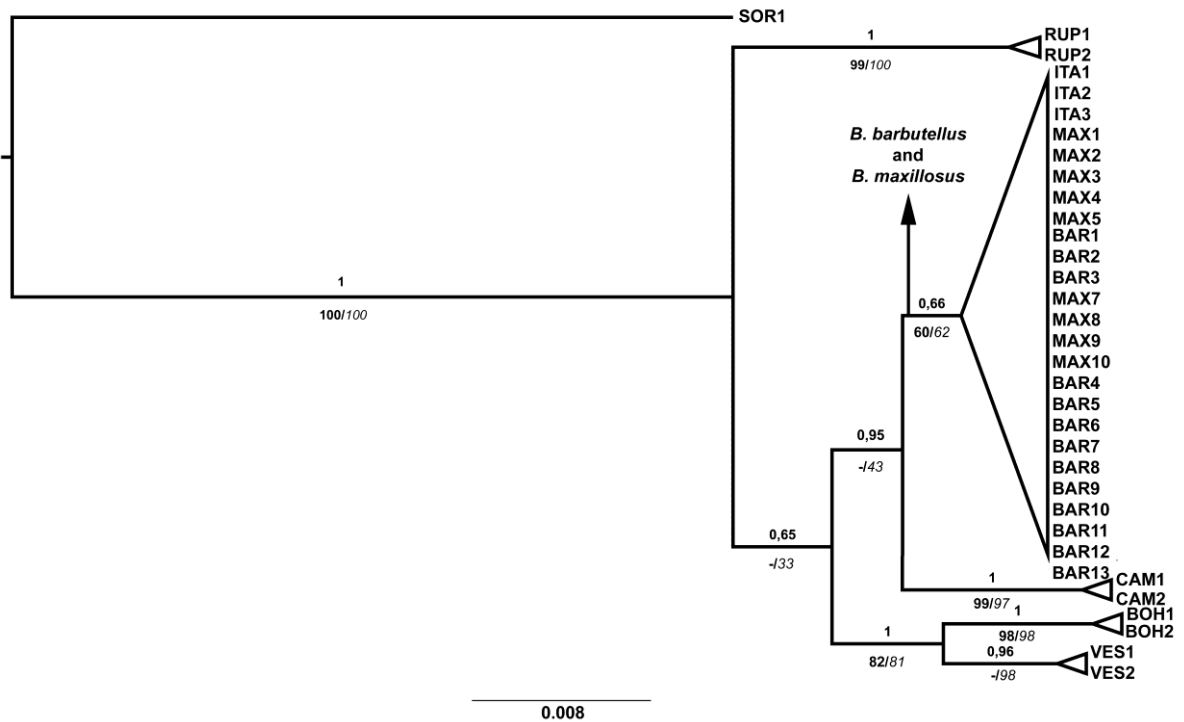 SOR1
1
99/100
RUP1
RUP2
ITA1
ITA2
ITA3
MAX1
MAX2
MAX3
MAX4
MAX5
BAR1
BAR2
BAR3
MAX7
MAX8
MAX9
MAX10
BAR4
BAR5
BAR6
BAR7
BAR8
BAR9
BAR10
BAR11
BAR12
BAR13
B. barbutellus
and
B. maxillosus
1
100/100
0,66
60/62
0,95
-/43
0,65
-/33
1
99/97
CAM1
CAM2
1
98/98
BOH1
BOH2
1
82/81
0,96
-/98
VES1
VES2
0.008